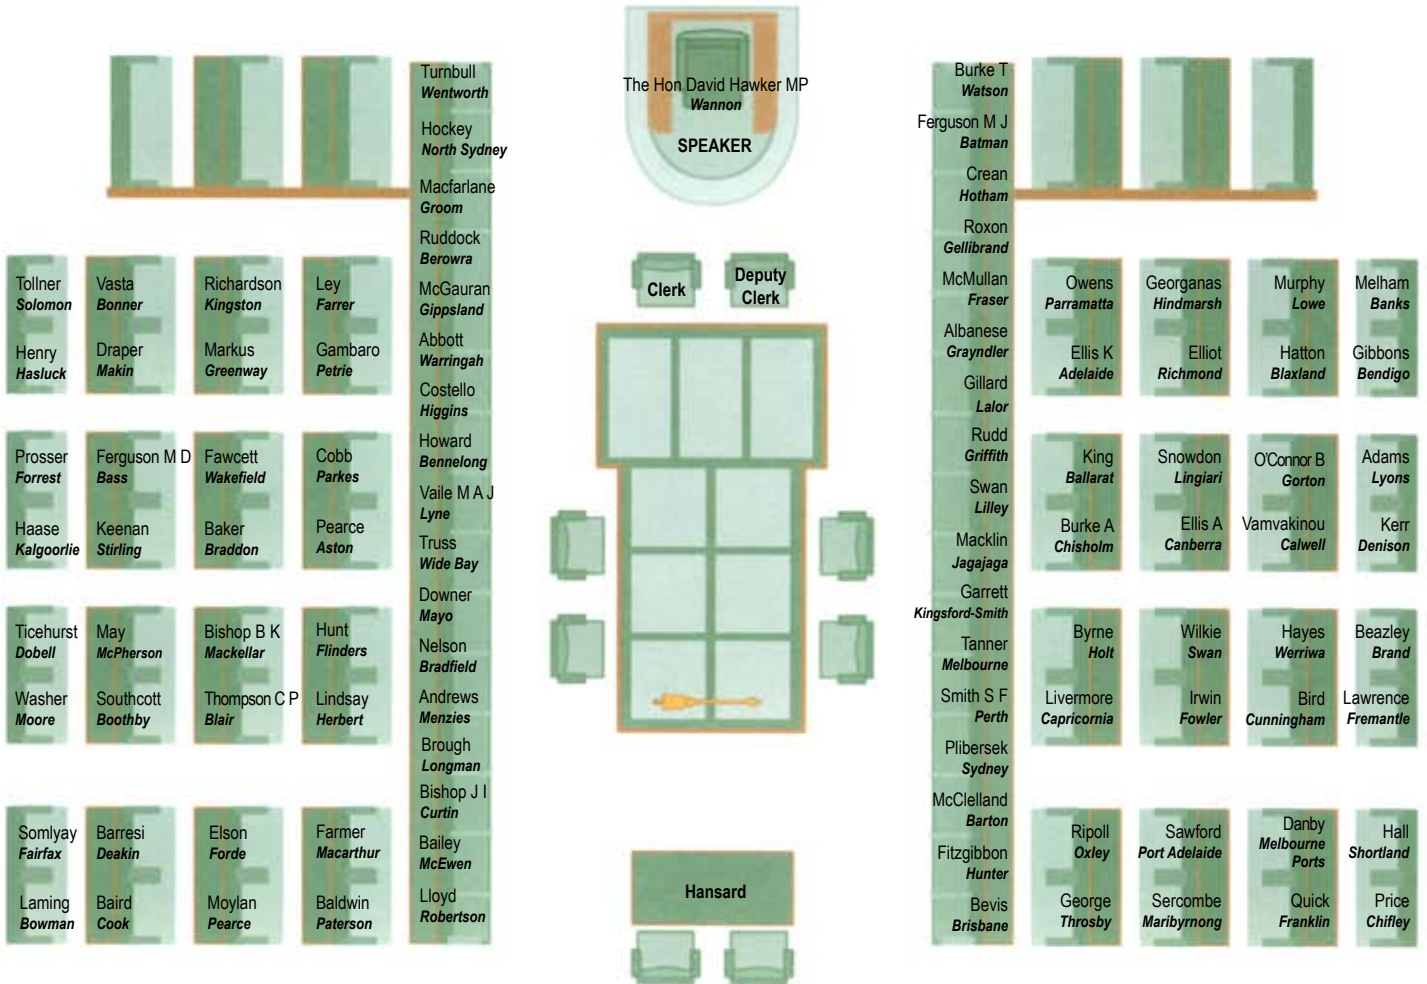 The Hon David Hawker MP
Wannon
SPEAKER
Clerk
Deputy
Clerk
Hansard
Turnbull
Wentworth
Hockey
North Sydney
Macfarlane
Groom
Ruddock
Berowra
McGauran
Gippsland
Abbott
Warringah
Costello
Higgins
Howard
Bennelong
Vaile M A J
Lyne
Truss
Wide Bay
Downer
Mayo
Nelson
Bradfield
Andrews
Menzies
Brough
Longman
Bishop J I
Curtin
Bailey
McEwen
Lloyd
Robertson
Tollner
Solomon
Henry
Hasluck
Vasta
Bonner
Draper
Makin
Richardson
Kingston
Markus
Greenway
Ley
Farrer
Gambaro
Petrie
Prosser
Forrest
Haase
Kalgoorlie
Ferguson M D
Bass
Keenan
Stirling
Fawcett
Wakefield
Baker
Braddon
Cobb
Parkes
Pearce
Aston
Ticehurst
Dobell
Washer
Moore
May
McPherson
Southcott
Boothby
Bishop B K
Mackellar
Thompson C P
Blair
Hunt
Flinders
Lindsay
Herbert
Somlyay
Fairfax
Laming
Bowman
Barresi
Deakin
Baird
Cook
Elson
Forde
Moylan
Pearce
Farmer
Macarthur
Baldwin
Paterson
Burke T
Watson
Ferguson M J
Batman
Crean
Hotham
Roxon
Gellibrand
McMullan
Fraser
Albanese
Grayndler
Gillard
Lalor
Rudd
Griffith
Swan
Lilley
Macklin
Jagajaga
Garrett
Kingsford-Smith
Tanner
Melbourne
Smith S F
Perth
Plibersek
Sydney
McClelland
Barton
Fitzgibbon
Hunter
Bevis
Brisbane
Owens
Parramatta
Ellis K
Adelaide
Georganas
Hindmarsh
Elliot
Richmond
Murphy
Lowe
Hatton
Blaxland
Melham
Banks
Gibbons
Bendigo
King
Ballarat
Burke A
Chisholm
Snowdon
Lingiari
Ellis A
Canberra
O'Connor B
Gorton
Vamvakinou
Calwell
Adams
Lyons
Kerr
Denison
Byrne
Holt
Livermore
Capricornia
Wilkie
Swan
Irwin
Fowler
Hayes
Werriwa
Bird
Cunningham
Beazley
Brand
Lawrence
Fremantle
Ripoll
Oxley
George
Throsby
Sawford
Port Adelaide
Sercombe
Maribyrnong
Danby
Melbourne
Ports
Quick
Franklin
Hall
Shortland
Price
Chifley